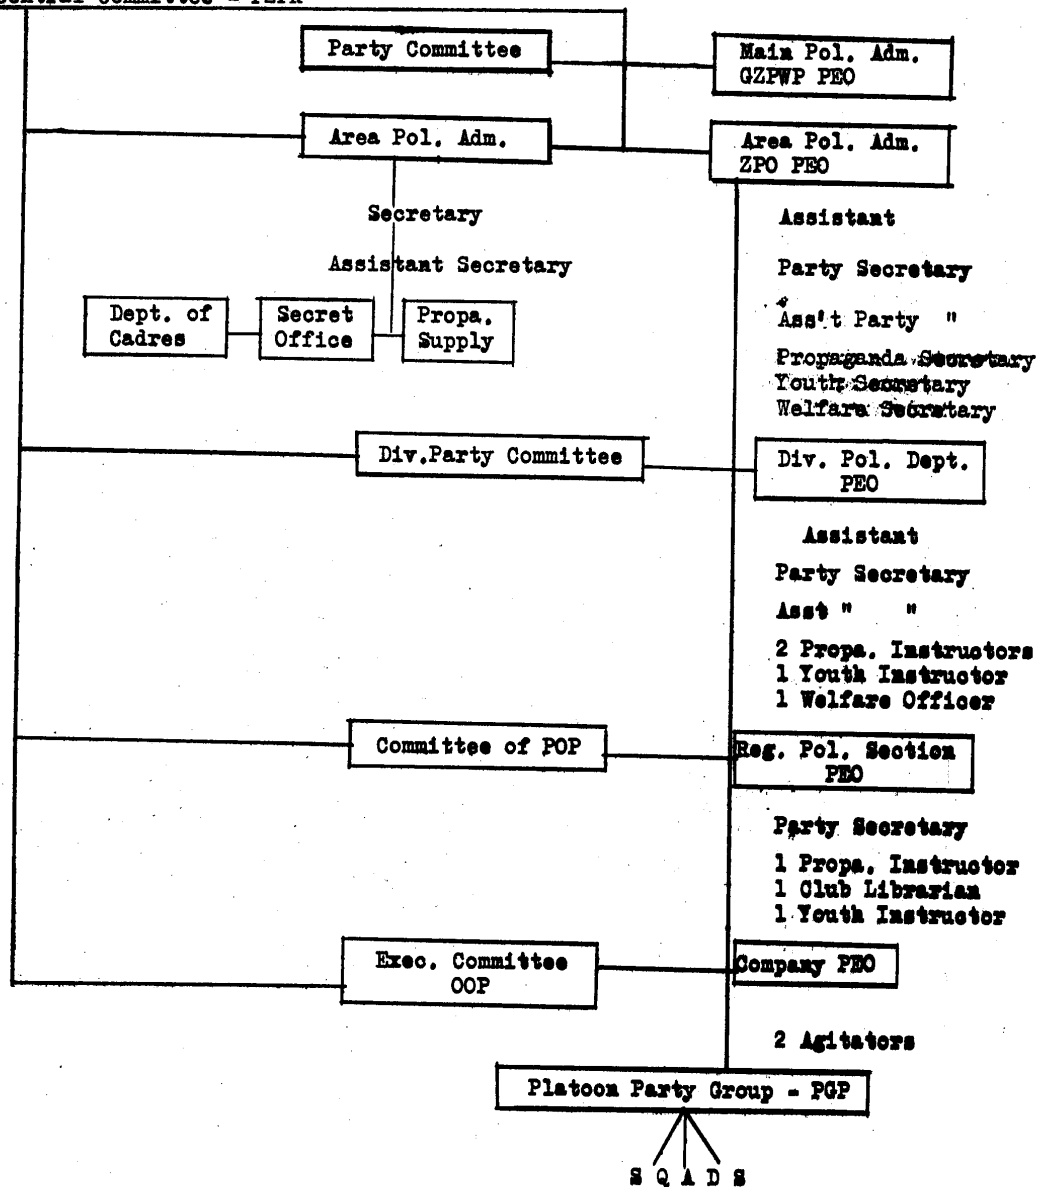 Party Committee
Main Pol. Adm.
GZPWP PEO
Area Pol. Adm.
Area Pol. Adm.
ZPO PEO
Secretary
Assistant
Assistant Secretary
Party Secretary
Dept. of
Cadres
Secret
Office
Propa.
Supply
Ass't Party "
Propaganda Secretary
Youth Secretary
Welfare Secretary
Div.Party Committee
Div. Pol. Dept.
PEO
Assistant
Party Secretary
Asst " "
2 Propa. Instructors
1 Youth Instructor
1 Welfare Officer
Committee of POP
Reg. Pol. Section
PEO
Party Secretary
1 Propa. Instructor
1 Club Librarian
1 Youth Instructor
Exec. Committee
OOP
Company PEO
2 Agitators
Platoon Party Group - PGP
S Q A D S